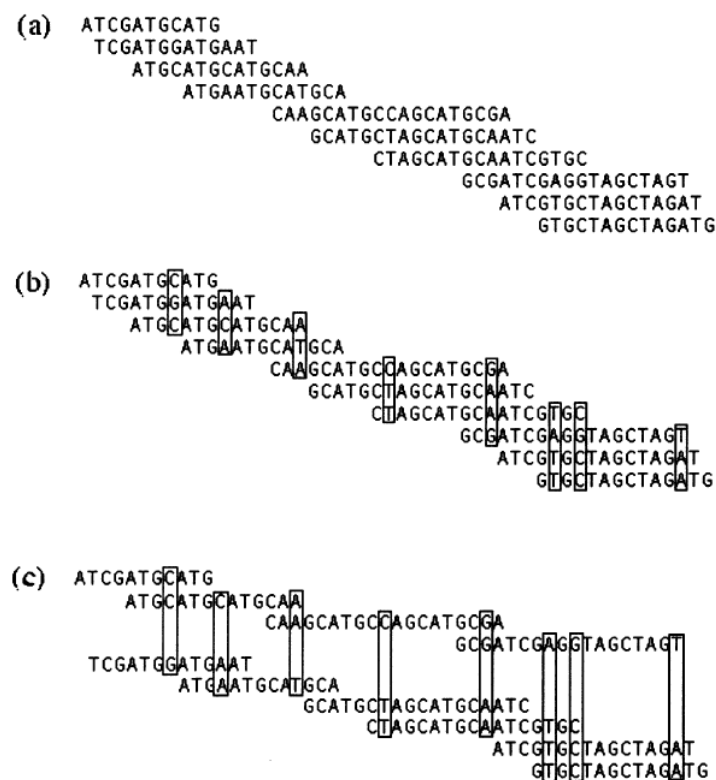 (a) ATCGATGCATG
TCGATGGATGAAT
ATGCATGCATGCAA
ATGAATGCATGCA
CAAGCATGCCAGCATGCGA
GCATGCTAGCATGCAATC
CTAGCATGCAATCGTGC
GCGATCGAGGTAGCTAGT
ATCGTGCTAGCTAGAT
GTGCTAGCTAGATG
(b) ATCGATGCATG
TCGATGGATGAAT
ATGCATGCATGCAA
ATGAATGCATGCA
CAAGCATGCCAGCATGCGA
GCATGCTAGCATGCAATC
CTAGCATGCAATCGTGC
GCGATCGAGGTAGCTAGT
ATCGTGCTAGCTAGAT
GTGCTAGCTAGATG
(c) ATCGATGCATG
ATGCATGCATGCAA
CAAGCATGCCAGCATGCGA
GCGATCGAGGTAGCTAGT
TCGATGGATGAAT
ATGAATGCATGCA
GCATGCTAGCATGCAATC
CTAGCATGCAATCGTGC
ATCGTGCTAGCTAGAT
GTGCTAGCTAGATG